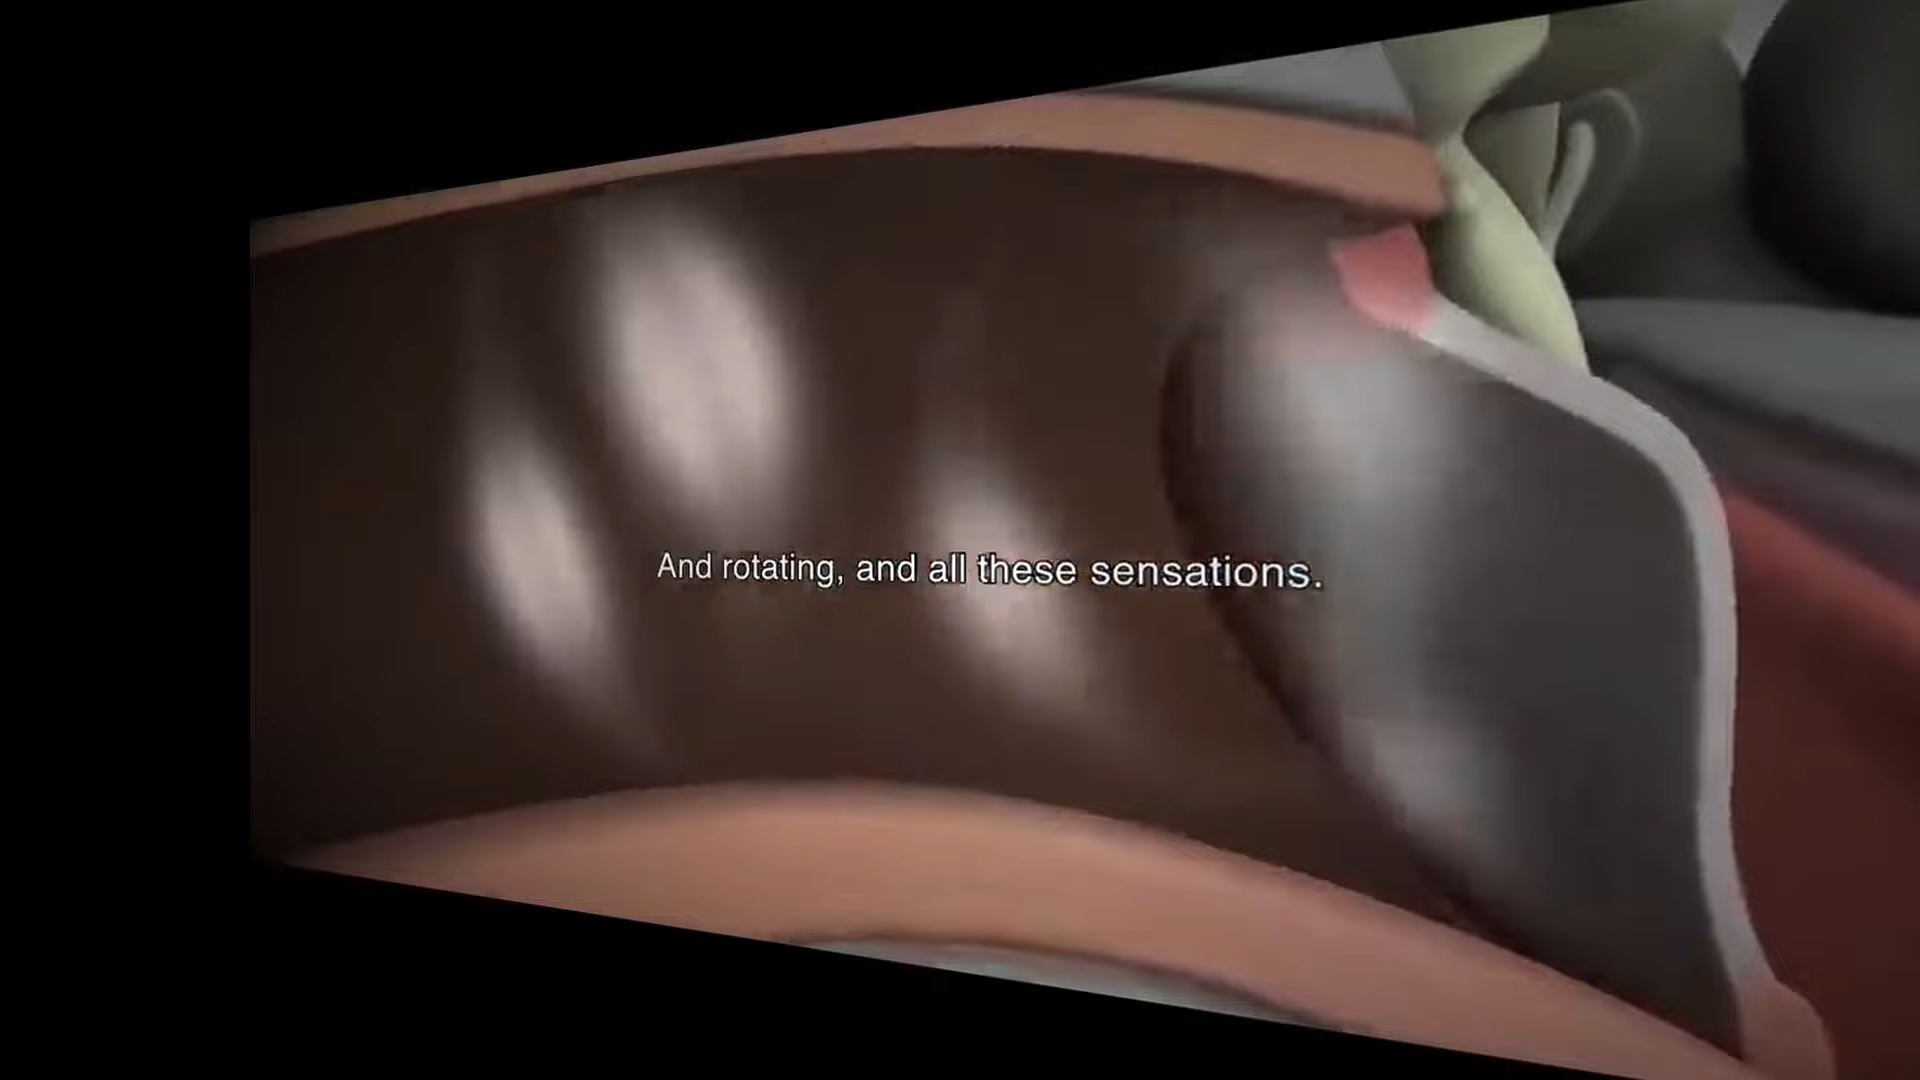 And rotating, and all these sensations.